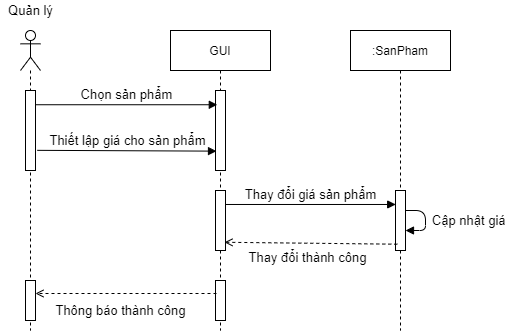 Quản lý
GUI
:SanPham
Chọn sản phẩm
Thiết lập giá cho sản phẩm
Thay đổi giá sản phẩm
Cập nhật giá
Thay đổi thành công
Thông báo thành công